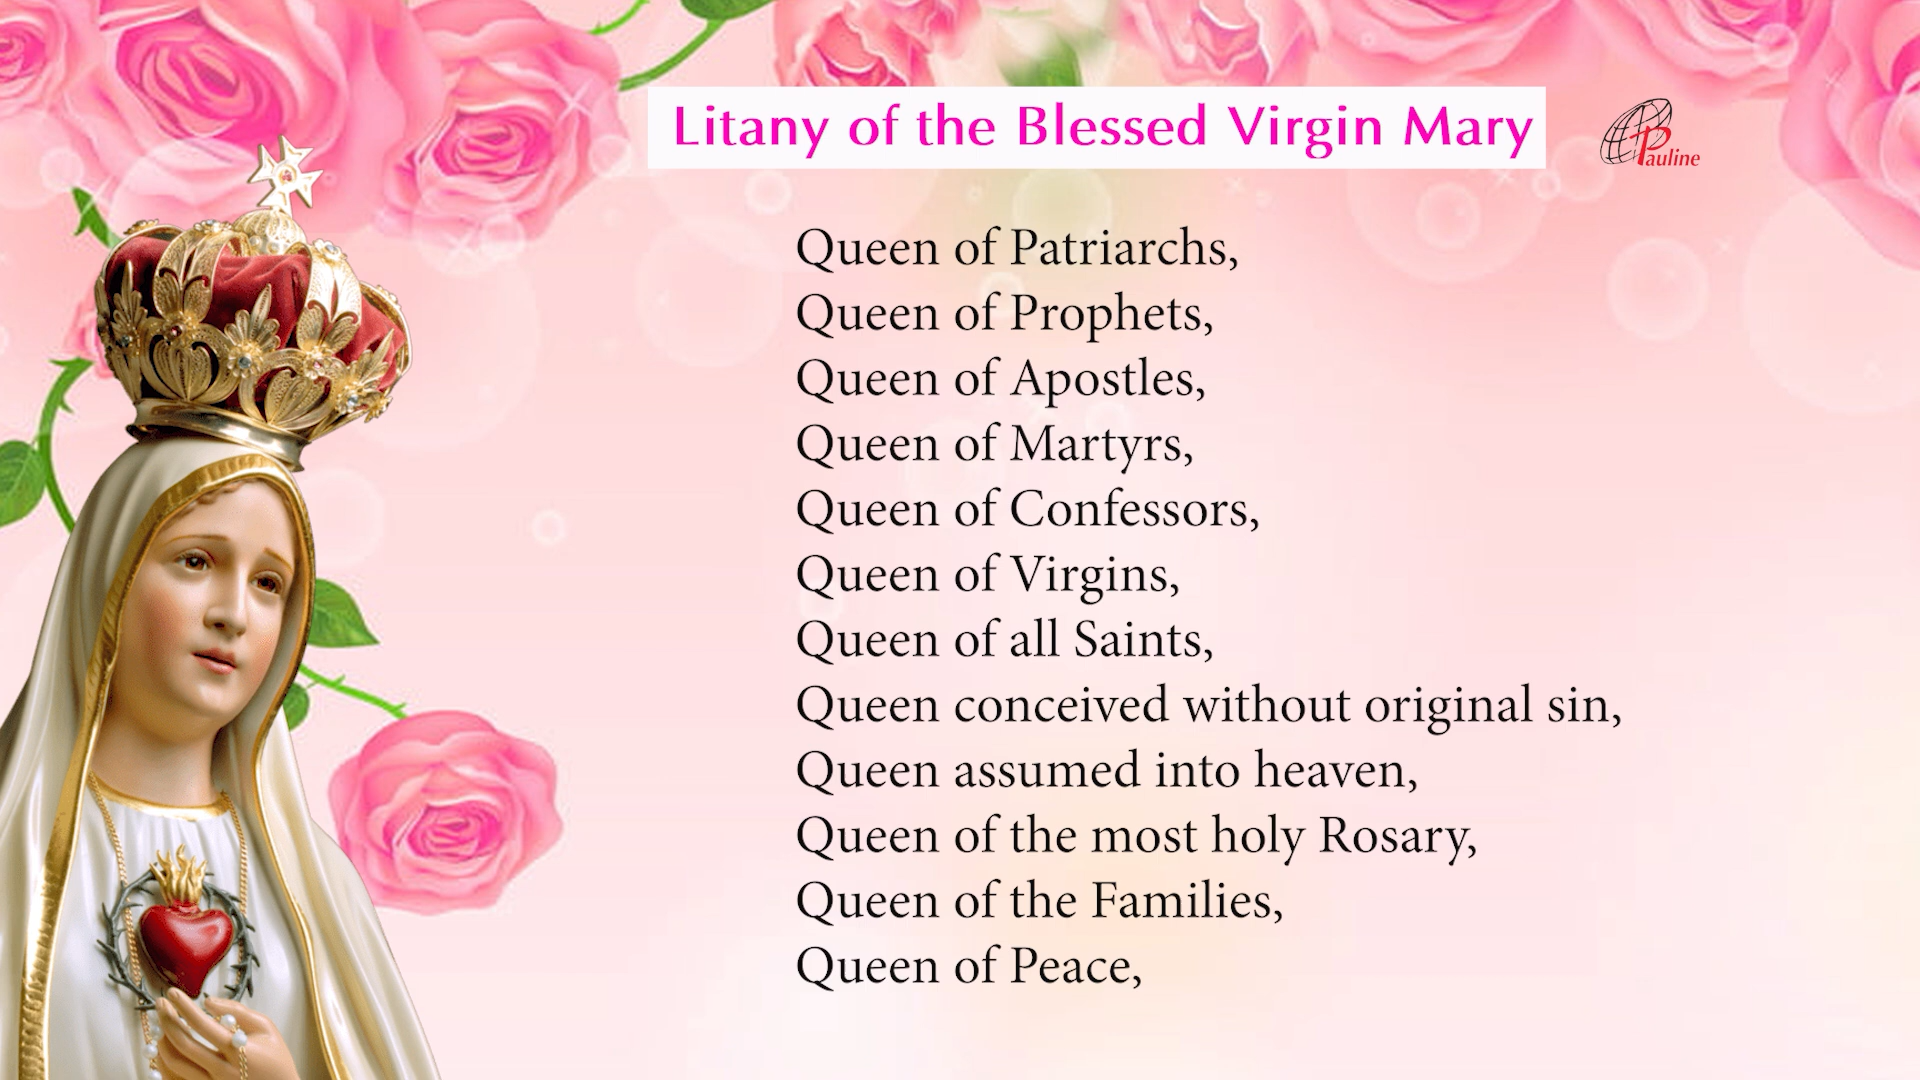 Litany of the Blessed Virgin Mary
Pauline
Queen of Patriarchs,
Queen of Prophets,
Queen of Apostles,
Queen of Martyrs,
Queen of Confessors,
Queen of Virgins,
Queen of all Saints,
Queen conceived without original sin,
Queen assumed into heaven,
Queen of the most holy Rosary,
Queen of the Families,
Queen of Peace,